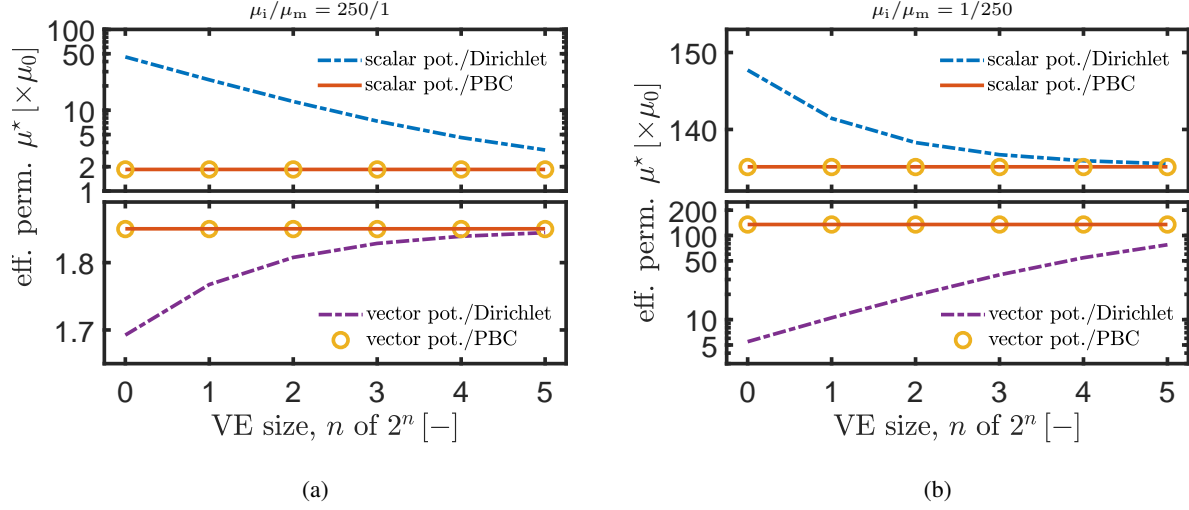 μi/μm = 250/1
eff. perm. μ⋆ [×μ0]
100
50
10
5
2
1
scalar pot./Dirichlet
scalar pot./PBC
1.8
1.7
vector pot./Dirichlet
vector pot./PBC
0 1 2 3 4 5
VE size, n of 2^n [−]
(a)
μi/μm = 1/250
eff. perm. μ⋆ [×μ0]
150
140
scalar pot./Dirichlet
scalar pot./PBC
200
100
50
10
5
vector pot./Dirichlet
vector pot./PBC
0 1 2 3 4 5
VE size, n of 2^n [−]
(b)